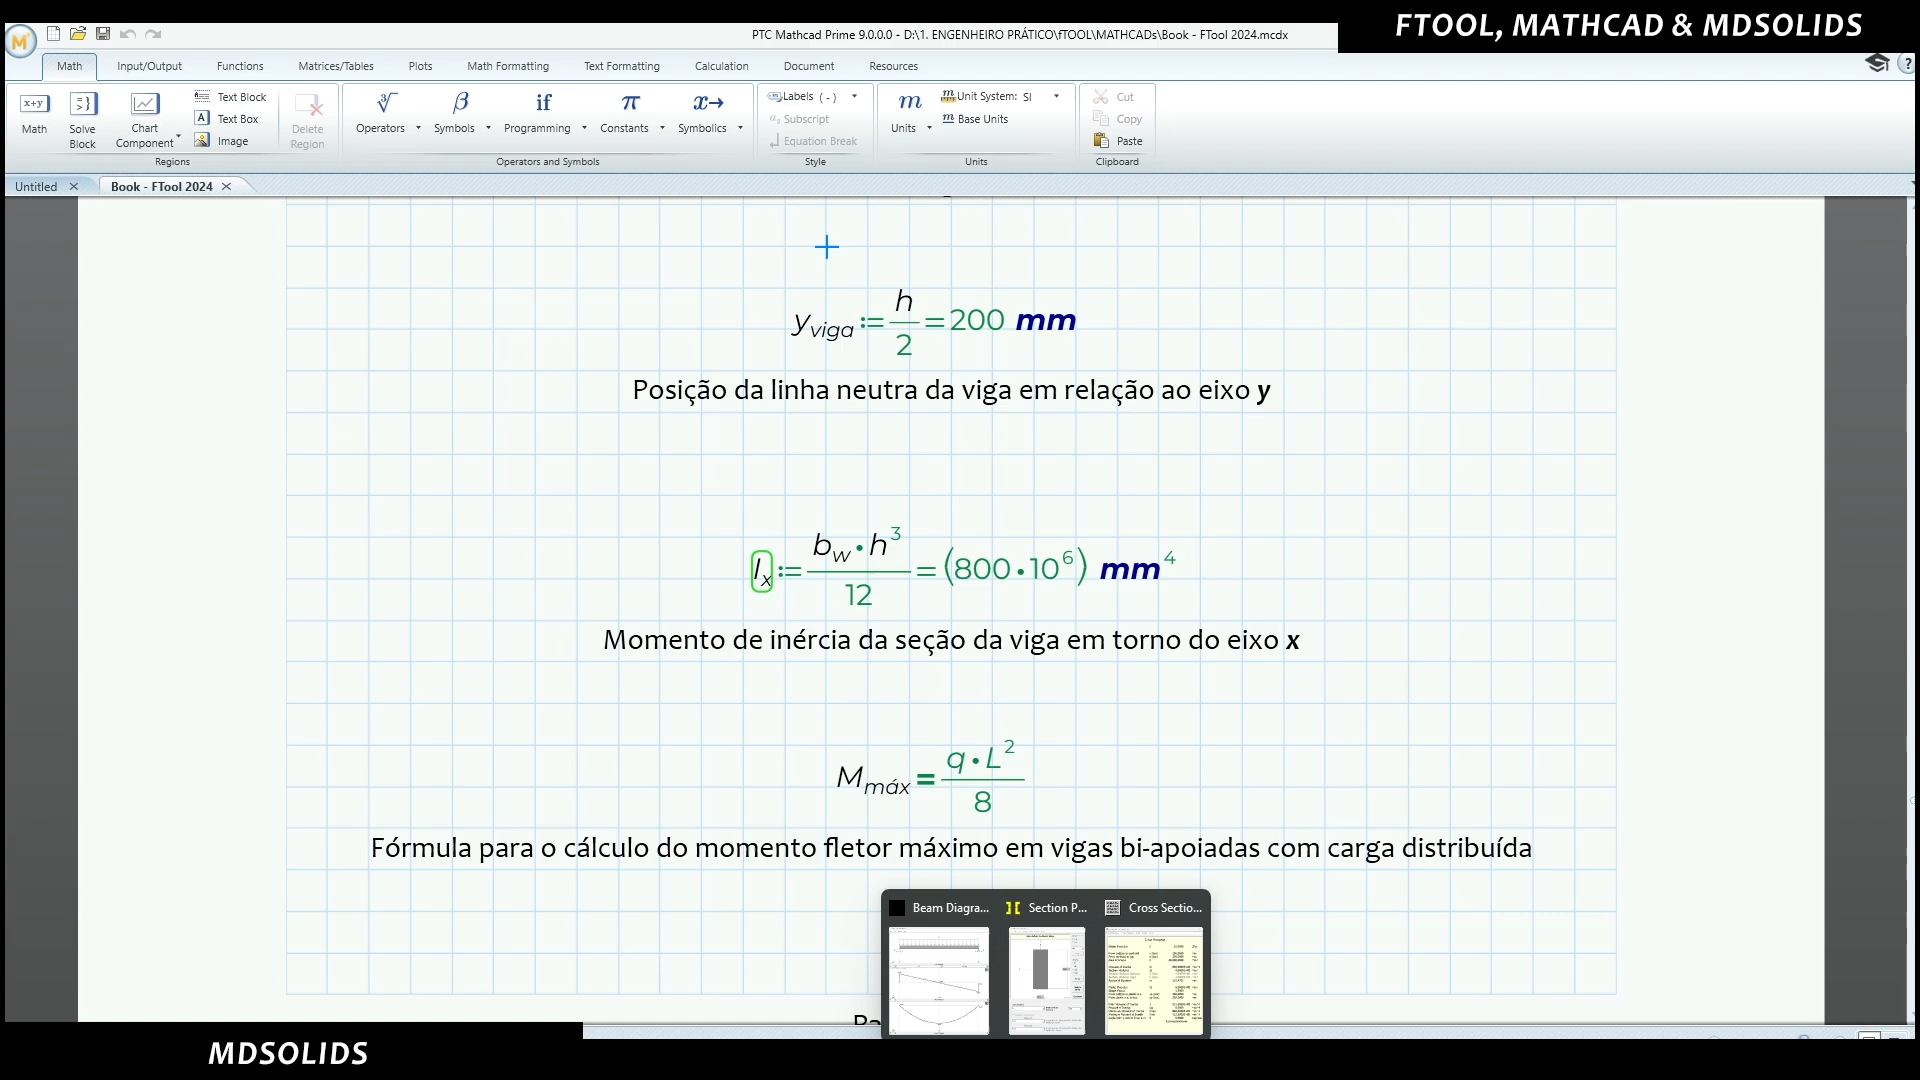 FTOOL, MATHCAD & MDSOLIDS
PTC Mathcad Prime 9.0.0.0 - D:\1. ENGENHEIRO PRÁTICO\fTOOL\MATHCADs\Book - FTool 2024.mcdx
Math Input/Output Functions Matrices/Tables Plots Math Formatting Text Formatting Calculation Document Resources
Math
Solve Block
Chart Component
Text Block
Text Box
Image
Delete Region
Regions
Operators
Symbols
Programming
Constants
Symbolics
Operators and Symbols
Labels ( - )
Subscript
Equation Break
Style
Units
Unit System: SI
Base Units
Units
Cut
Copy
Paste
Clipboard
Untitled
Book - FTool 2024
y_viga := h/2 = 200 mm
Posição da linha neutra da viga em relação ao eixo y
I_x := b_w · h³/12 = (800 · 10⁶) mm⁴
Momento de inércia da seção da viga em torno do eixo x
M_máx = q · L²/8
Fórmula para o cálculo do momento fletor máximo em vigas bi-apoiadas com carga distribuída
Beam Diagra... Section P... Cross Sectio...
MDSOLIDS